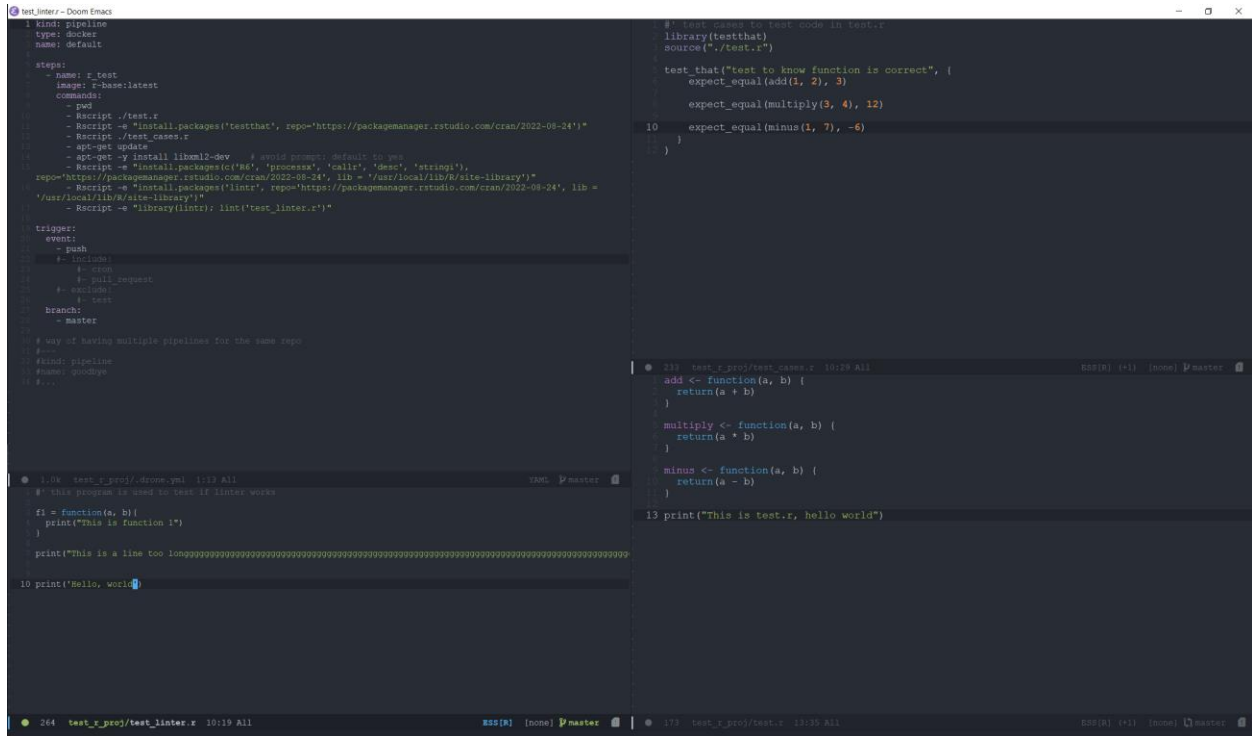 test_linter.r – Doom Emacs
1 kind: pipeline
type: docker
name: default
steps:
- name: r_test
image: r-base:latest
commands:
- pwd
- Rscript ./test.r
- Rscript -e "install.packages('testthat', repo='https://packagemanager.rstudio.com/cran/2022-08-24')"
- Rscript ./test_cases.r
- apt-get update
- apt-get -y install libxml2-dev # avoid prompt: default to yes
- Rscript -e "install.packages(c('R6', 'processx', 'callr', 'desc', 'stringi'),
repo='https://packagemanager.rstudio.com/cran/2022-08-24', lib = '/usr/local/lib/R/site-library')"
- Rscript -e "install.packages('lintr', repo='https://packagemanager.rstudio.com/cran/2022-08-24', lib =
'/usr/local/lib/R/site-library')"
- Rscript -e "library(lintr); lint('test_linter.r')"
trigger:
event:
- push
#- include:
#- cron
#- pull_request
#- exclude:
#- test
branch:
- master
# way of having multiple pipelines for the same repo
#---
#kind: pipeline
#name: goodbye
#...
1.0k test_r_proj/.drone.yml 1:13 All YAML master
#' this program is used to test if linter works
f1 = function(a, b){
print("This is function 1")
}
10 print('Hello, world')
264 test_r_proj/test_linter.r 10:19 All ESS[R] [none] master
#' test cases to test code in test.r
library(testthat)
source("./test.r")
test_that("test to know function is correct", {
expect_equal(add(1, 2), 3)
expect_equal(multiply(3, 4), 12)
10 expect_equal(minus(1, 7), -6)
}
)
233 test_r_proj/test_cases.r 10:29 All ESS[R] (+1) [none] master
add <- function(a, b) {
return(a + b)
}
multiply <- function(a, b) {
return(a * b)
}
minus <- function(a, b) {
return(a - b)
}
13 print("This is test.r, hello world")
173 test_r_proj/test.r 13:35 All ESS[R] (+1) [none] master